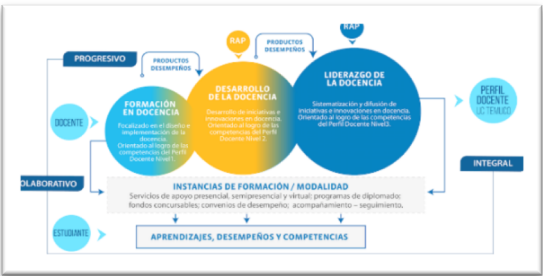 PROGRESIVO
PRODUCTOS
DESEMPEÑOS
RAP
PRODUCTOS
DESEMPEÑOS
RAP
DOCENTE
FORMACIÓN
EN DOCENCIA
Focalizado en el diseño e
implementación de la
docencia.
Orientado al logro de las
competencias del Perfil
Docente Nivel 1.
DESARROLLO
DE LA DOCENCIA
Desarrollo de iniciativas e
innovaciones en docencia.
Orientado al logro de las
competencias del Perfil
Docente Nivel 2.
LIDERAZGO DE
LA DOCENCIA
Sistematización y difusión de
iniciativas e innovaciones en docencia.
Orientado al logro de las competencias
del Perfil Docente Nivel3.
PERFIL
DOCENTE
UC TEMUCO
INTEGRAL
OLABORATIVO
INSTANCIAS DE FORMACIÓN / MODALIDAD
Servicios de apoyo presencial, semipresencial y virtual; programas de diplomado;
fondos concursables; convenios de desempeño; acompañamiento – seguimiento.
ESTUDIANTE
APRENDIZAJES, DESEMPEÑOS Y COMPETENCIAS